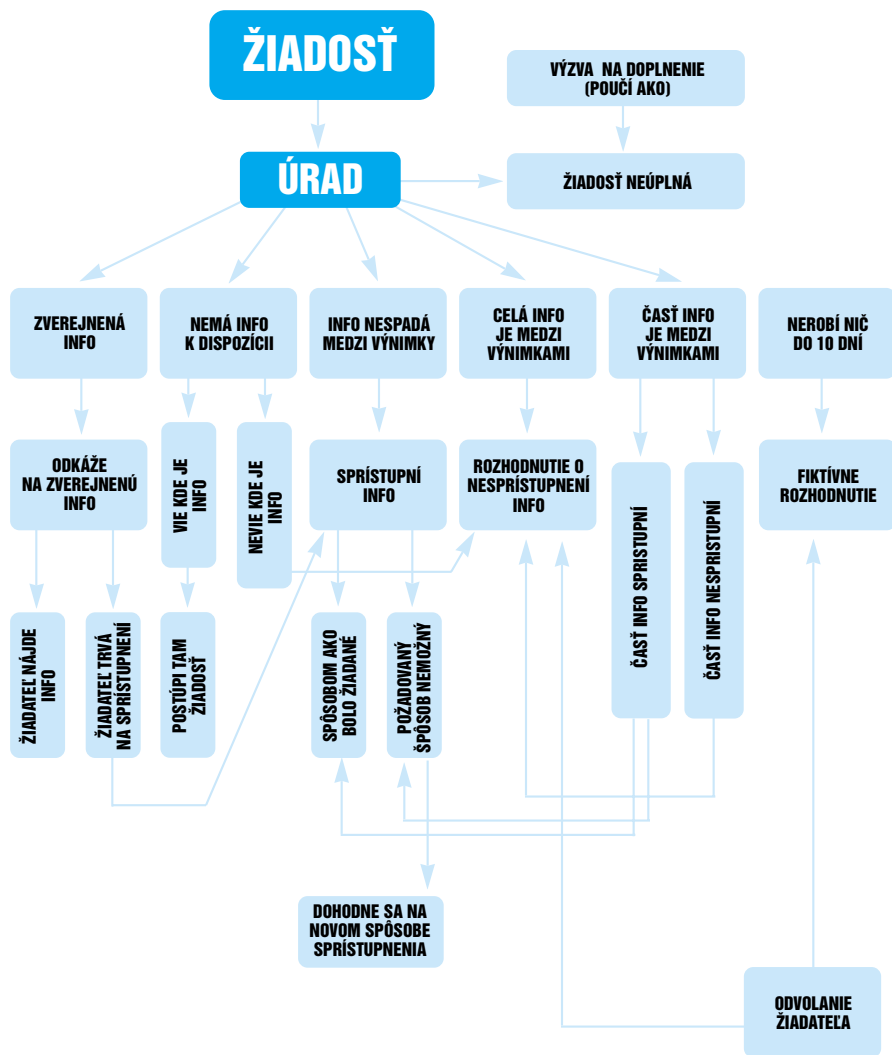 ŽIADOSŤ
VÝZVA NA DOPLNENIE
(POUČÍ AKO)
ÚRAD
ŽIADOSŤ NEÚPLNÁ
ZVEREJNENÁ
INFO
NEMÁ INFO
K DISPOZÍCII
INFO NESPADÁ
MEDZI VÝNIMKY
CELÁ INFO
JE MEDZI
VÝNIMKAMI
ČASŤ INFO
JE MEDZI
VÝNIMKAMI
NEROBÍ NIČ
DO 10 DNÍ
ODKÁŽE
NA ZVEREJNENÚ
INFO
VIE KDE JE
INFO
NEVIE KDE JE
INFO
SPRÍSTUPNÍ
INFO
ROZHODNUTIE O
NESPRÍSTUPNENÍ
INFO
ČASŤ INFO SPRISTUPNÍ
ČASŤ INFO NESPRISTUPNÍ
FIKTÍVNE
ROZHODNUTIE
ŽIADATEĽ NÁJDE
INFO
ŽIADATEĽ TRVÁ
NA SPRÍSTUPNENÍ
POSTÚPI TAM
ŽIADOSŤ
SPÔSOBOM AKO
BOLO ŽIADANÉ
POŽADOVANÝ
ŠPÔSOB NEMOŽNÝ
DOHODNE SA NA
NOVOM SPÔSOBE
SPRÍSTUPNENIA
ODVOLANIE
ŽIADATEĽA